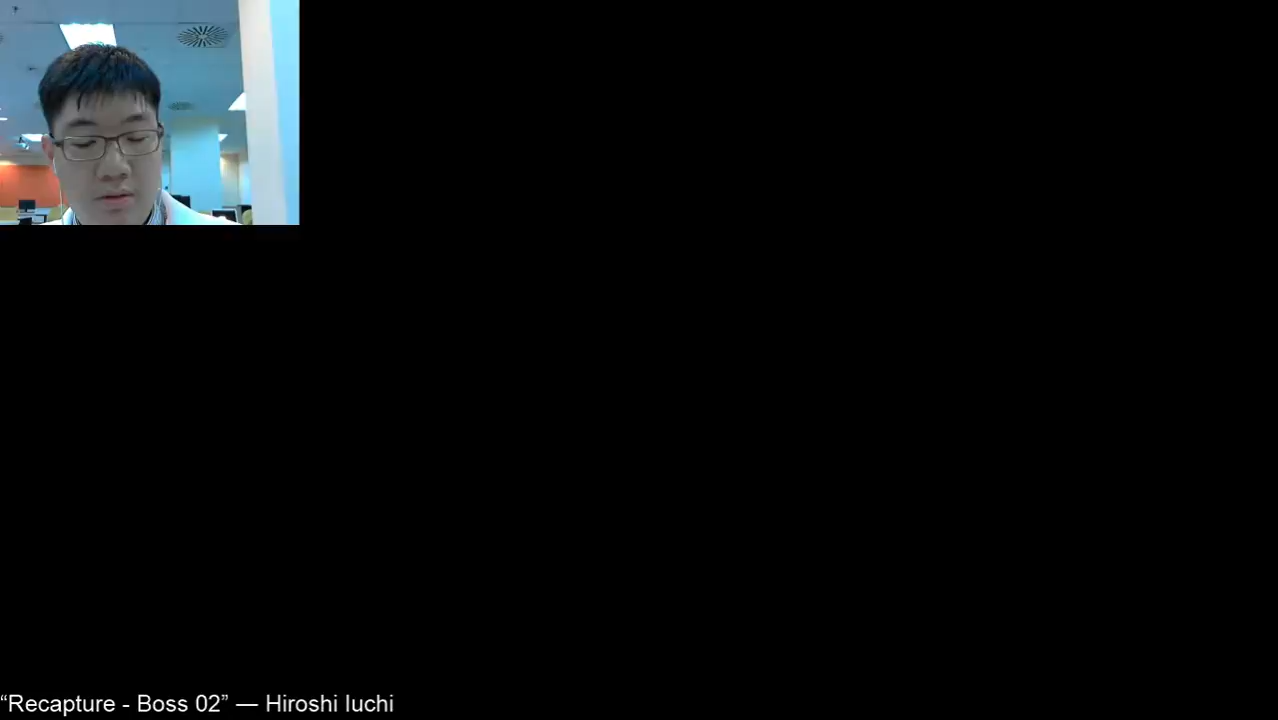 “Recapture - Boss 02” — Hiroshi Iuchi